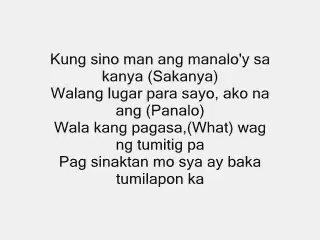 Kung sino man ang manalo'y sa
kanya (Sakanya)
Walang lugar para sayo, ako na
ang (Panalo)
Wala kang pagasa,(What) wag
ng tumitig pa
Pag sinaktan mo sya ay baka
tumilapon ka